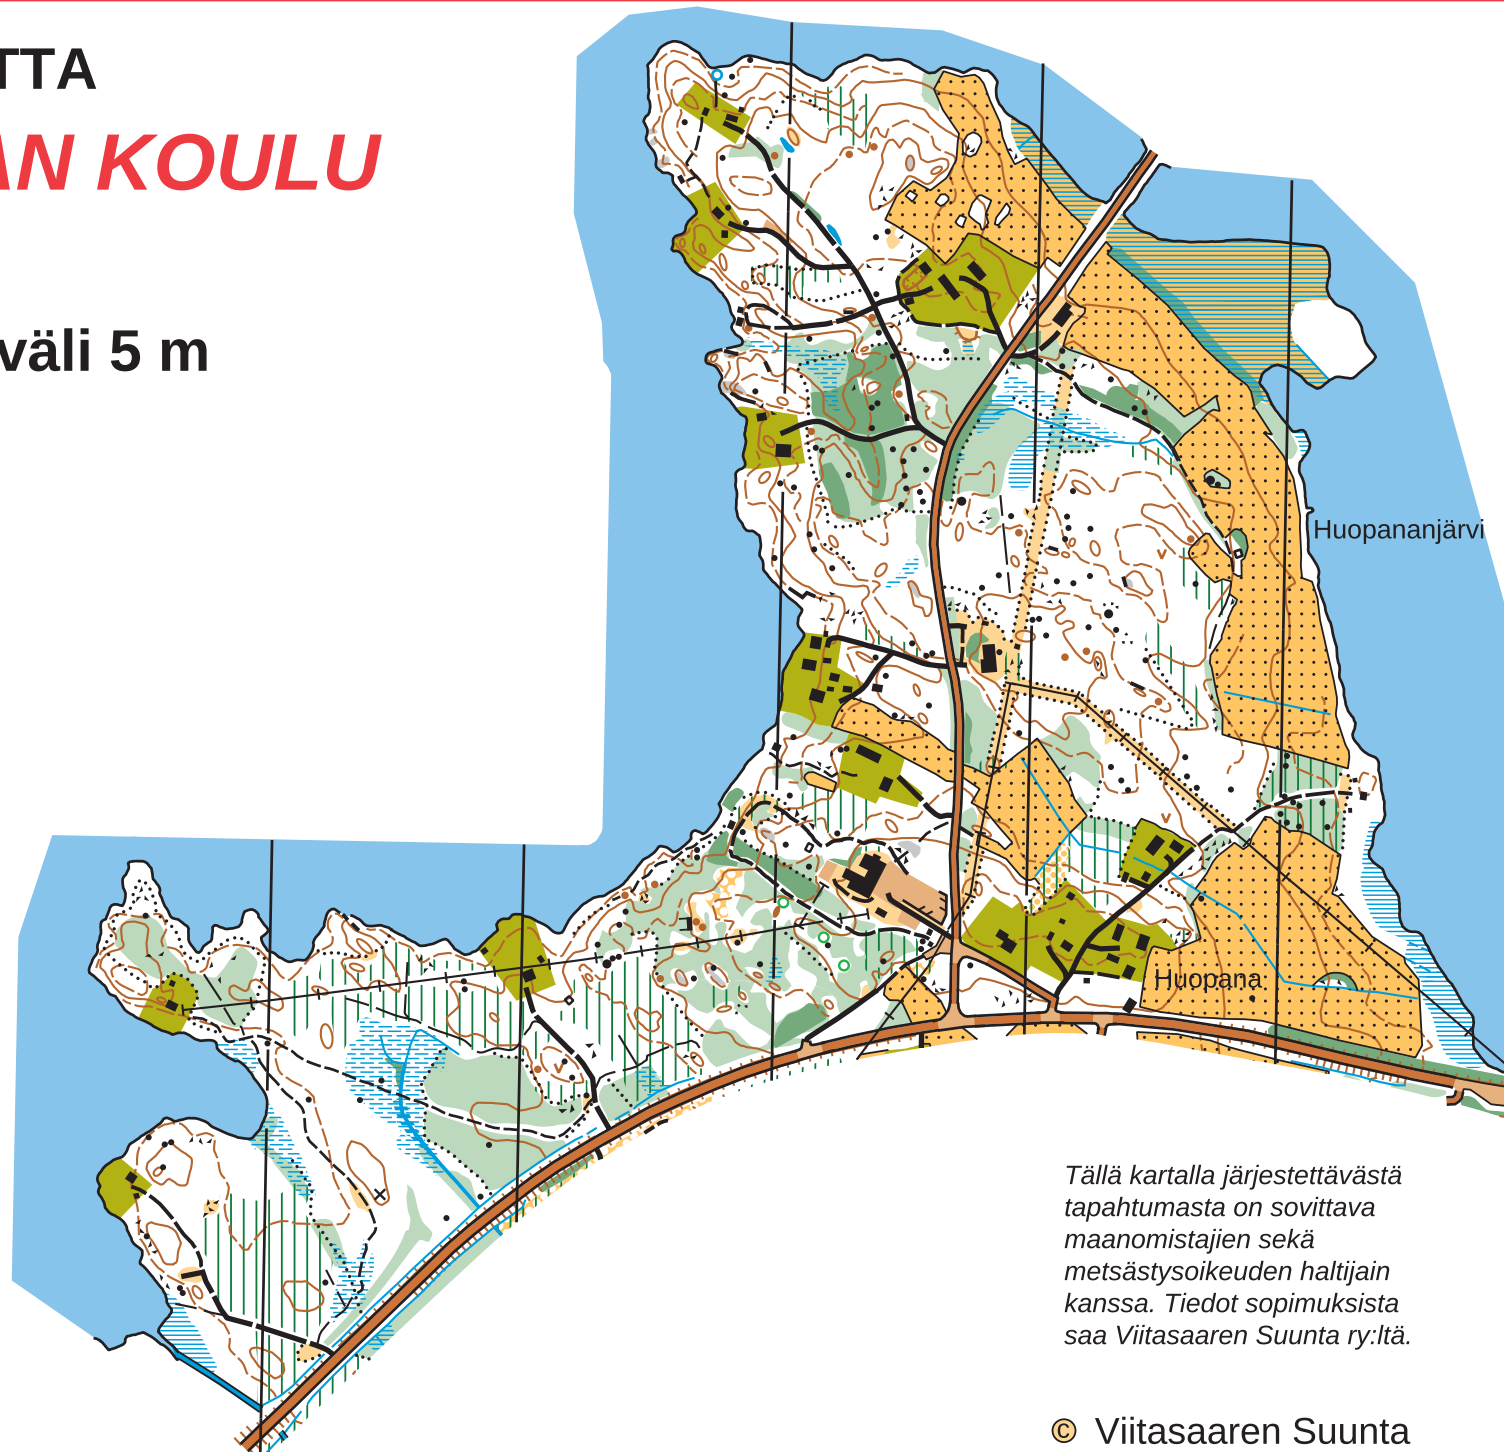 TTA
AN KOULU
väli 5 m
Huopananjärvi
Huopana
Tällä kartalla järjestettävästä
tapahtumasta on sovittava
maanomistajien sekä
metsästysoikeuden haltijain
kanssa. Tiedot sopimuksista
saa Viitasaaren Suunta ry:ltä.
© Viitasaaren Suunta